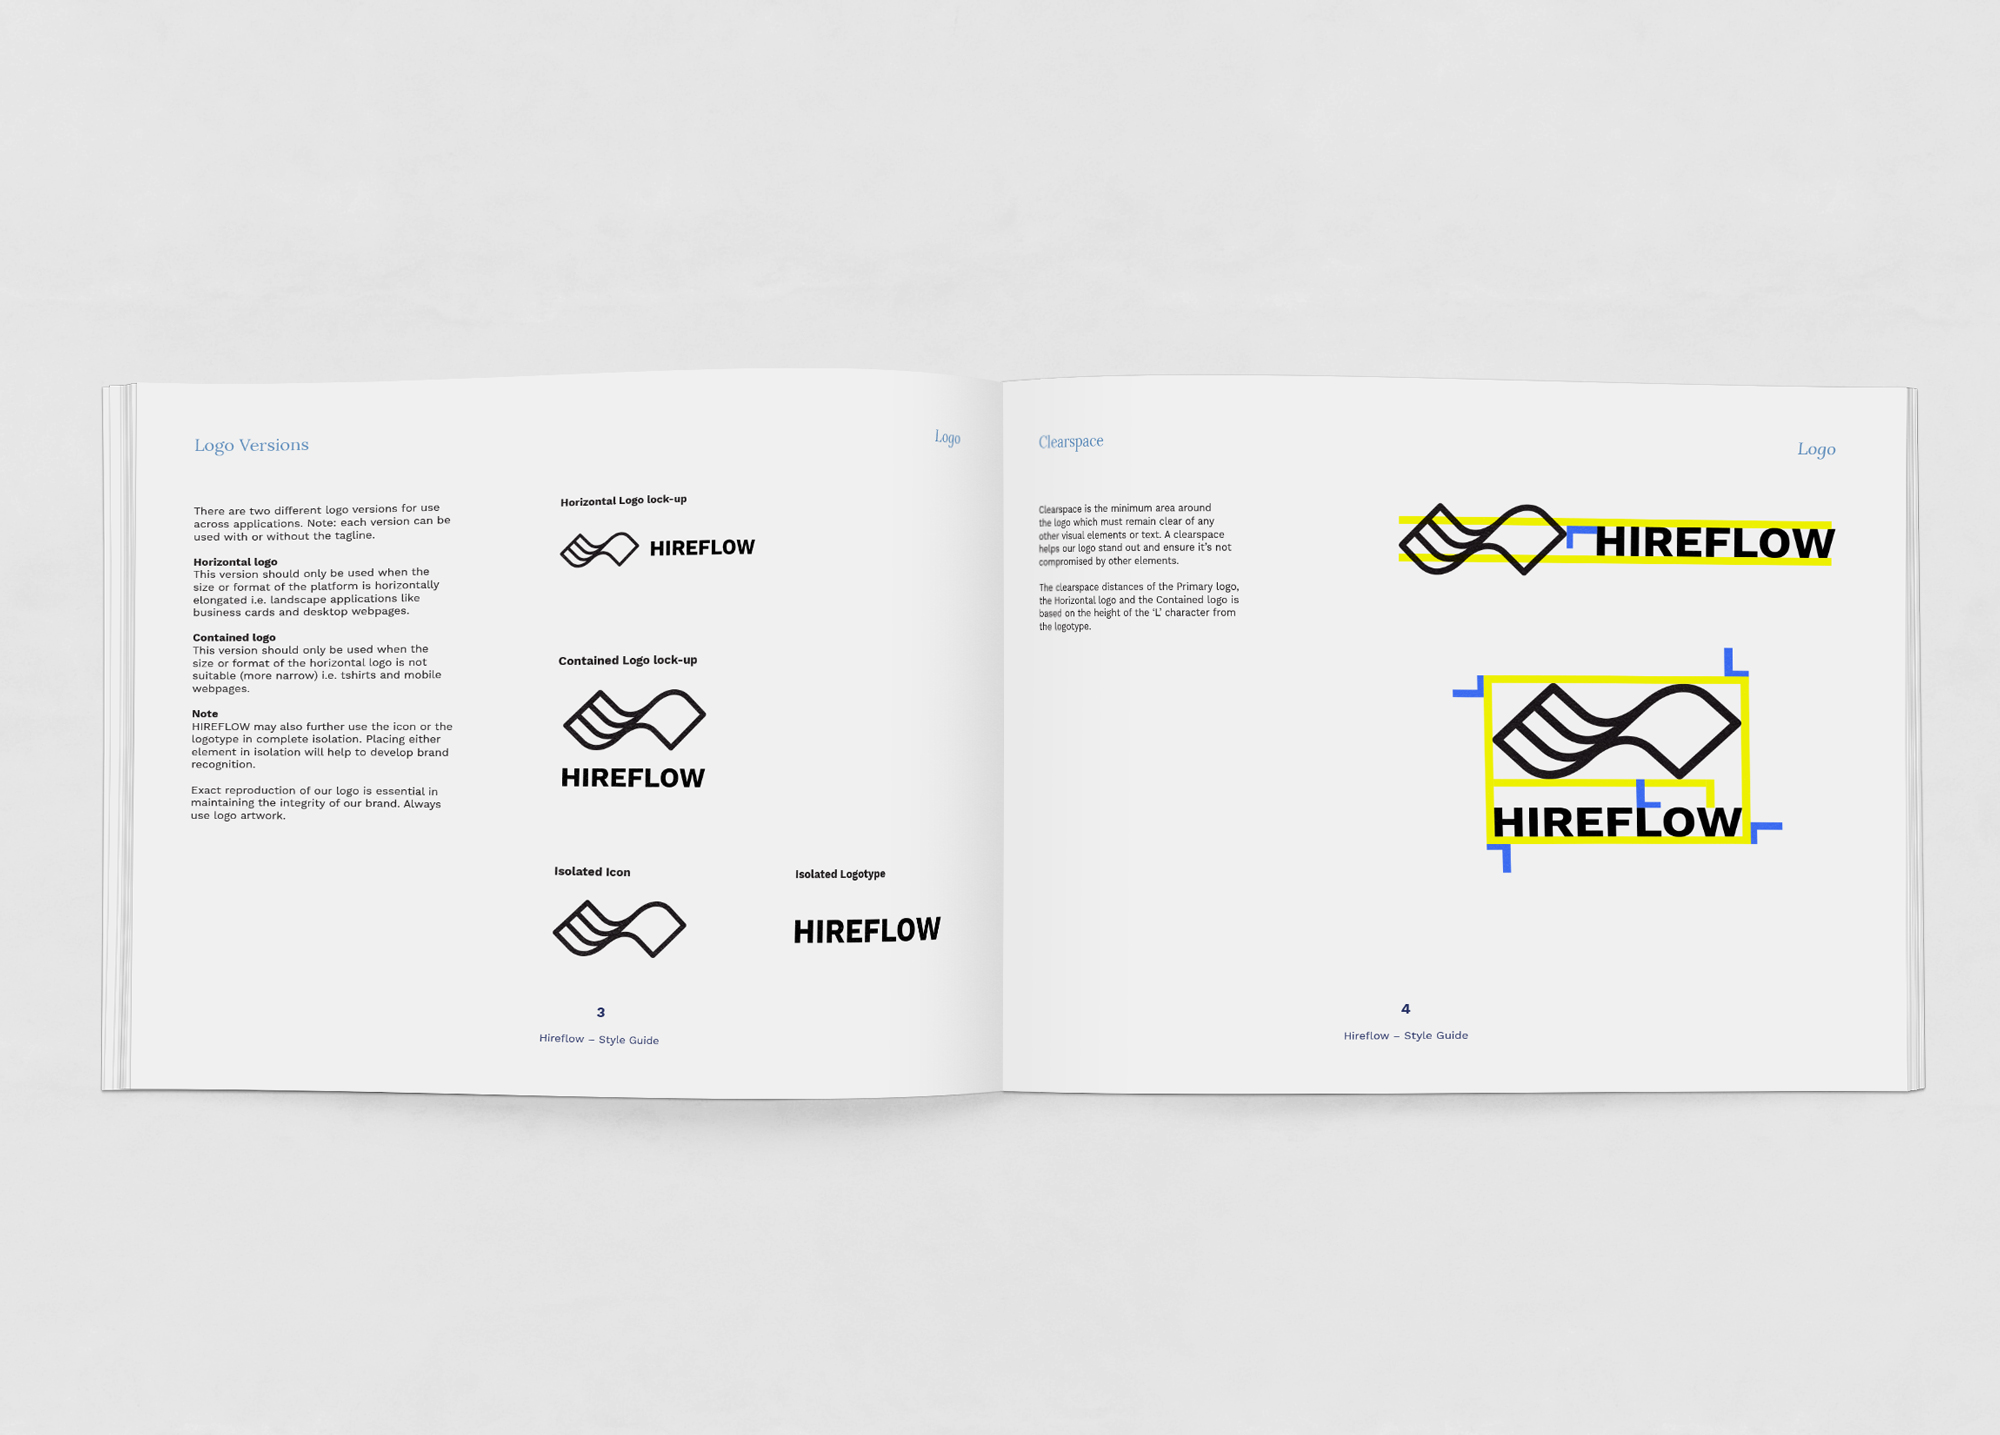 Logo Versions
Logo
There are two different logo versions for use
across applications. Note: each version can be
used with or without the tagline.
Horizontal logo
This version should only be used when the
size or format of the platform is horizontally
elongated i.e. landscape applications like
business cards and desktop webpages.
Contained logo
This version should only be used when the
size or format of the horizontal logo is not
suitable (more narrow) i.e. tshirts and mobile
webpages.
Note
HIREFLOW may also further use the icon or the
logotype in complete isolation. Placing either
element in isolation will help to develop brand
recognition.
Exact reproduction of our logo is essential in
maintaining the integrity of our brand. Always
use logo artwork.
Horizontal Logo lock-up
HIREFLOW
Contained Logo lock-up
HIREFLOW
Isolated Icon
Isolated Logotype
HIREFLOW
3
Hireflow – Style Guide
Clearspace
Logo
Clearspace is the minimum area around
the logo which must remain clear of any
other visual elements or text. A clearspace
helps our logo stand out and ensure it's not
compromised by other elements.
The clearspace distances of the Primary logo,
the Horizontal logo and the Contained logo is
based on the height of the 'L' character from
the logotype.
HIREFLOW
HIREFLOW
4
Hireflow – Style Guide